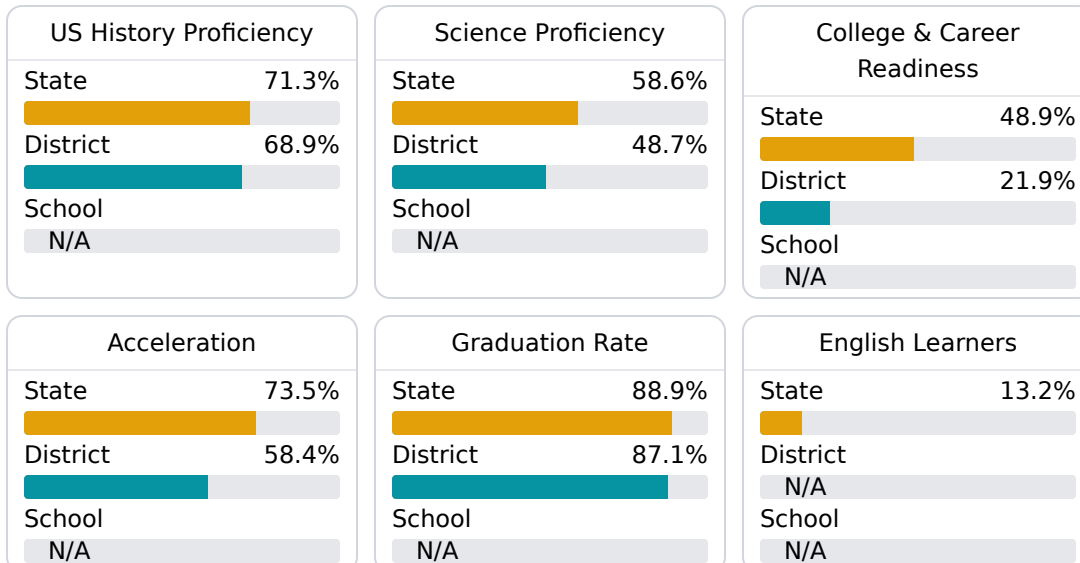 US History Proficiency
State 71.3%
District 68.9%
School
N/A
Science Proficiency
State 58.6%
District 48.7%
School
N/A
College & Career
Readiness
State 48.9%
District 21.9%
School
N/A
Acceleration
State 73.5%
District 58.4%
School
N/A
Graduation Rate
State 88.9%
District 87.1%
School
N/A
English Learners
State 13.2%
District
N/A
School
N/A